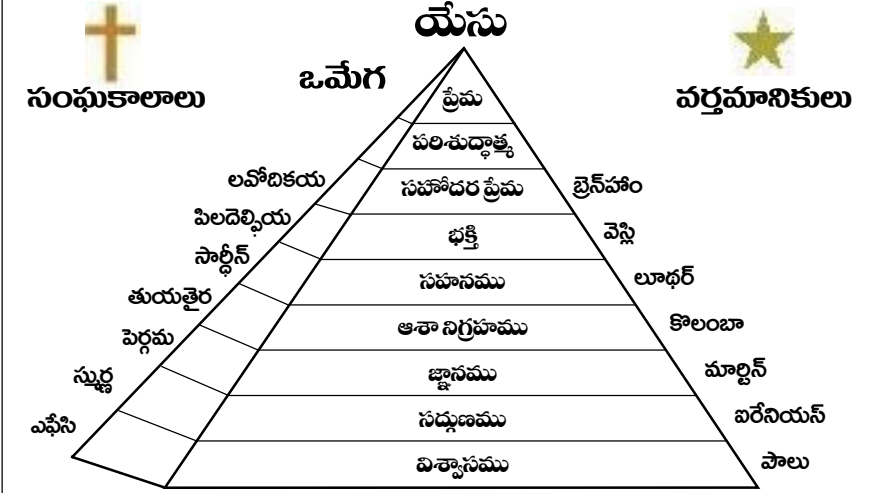 యేసు
ఒమేగ
సంఘకాలాలు
వర్తమానికులు
ప్రేమ
పరిశుద్ధాత్మ
లవోదికయ
సహోదర ప్రేమ
బ్రెన్‌హాం
పిలదెల్ఫియ
భక్తి
వెస్లి
సార్ధీన్
సహనము
లూథర్
తుయతైర
ఆశా నిగ్రహము
కొలంబా
పెర్గమ
జ్ఞానము
మార్టిన్
స్ముర్ణ
సద్గుణము
ఐరేనియస్
ఎఫేసి
విశ్వాసము
పౌలు